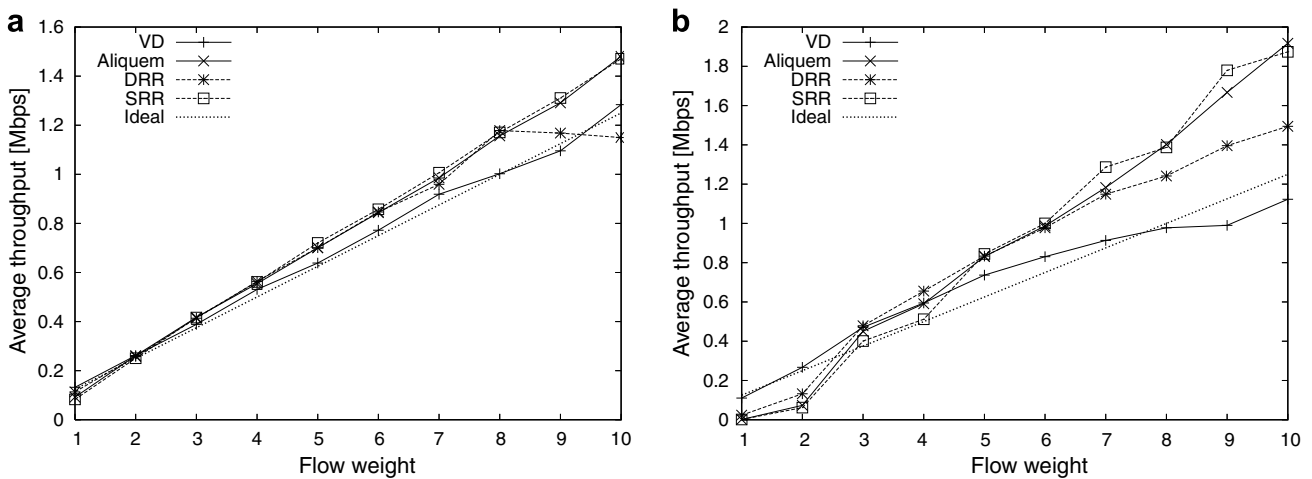 a
Average throughput [Mbps]
1.6
1.4
1.2
1
0.8
0.6
0.4
0.2
0
VD
Aliquem
DRR
SRR
Ideal
1 2 3 4 5 6 7 8 9 10
Flow weight
b
Average throughput [Mbps]
2
1.8
1.6
1.4
1.2
1
0.8
0.6
0.4
0.2
0
VD
Aliquem
DRR
SRR
Ideal
1 2 3 4 5 6 7 8 9 10
Flow weight